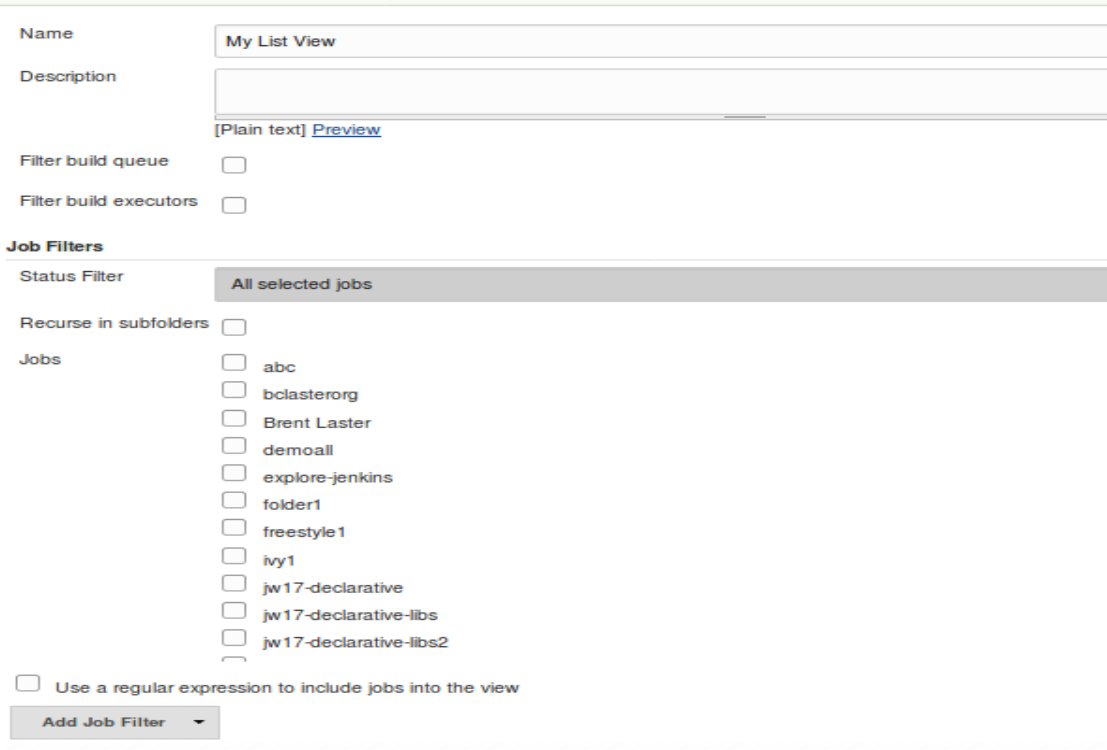 Name
My List View
Description
[Plain text] Preview
Filter build queue
Filter build executors
Job Filters
Status Filter
All selected jobs
Recurse in subfolders
Jobs
abc
bclasterorg
Brent Laster
demoall
explore-jenkins
folder1
freestyle1
ivy1
jw17-declarative
jw17-declarative-libs
jw17-declarative-libs2
Use a regular expression to include jobs into the view
Add Job Filter